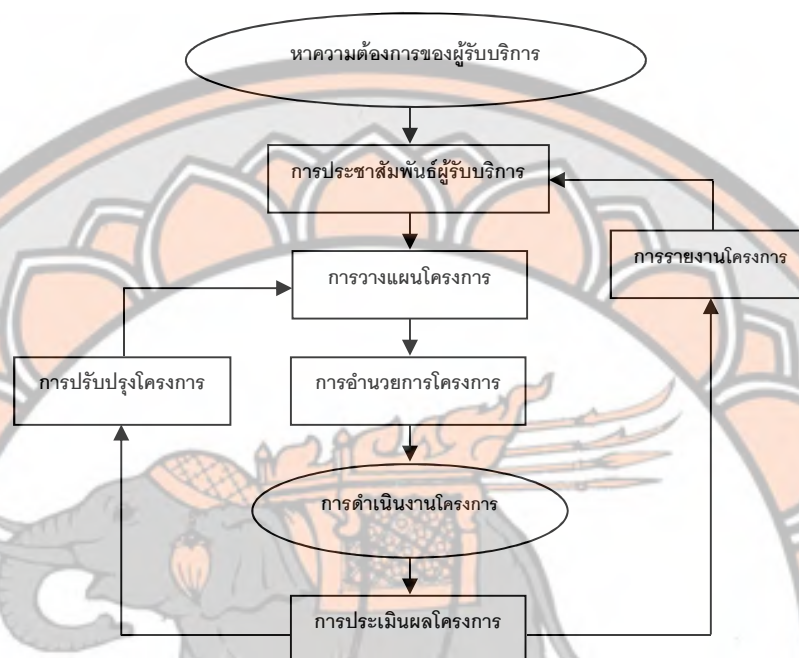 หาความต้องการของผู้รับบริการ
การประชาสัมพันธ์ผู้รับบริการ
การรายงานโครงการ
การวางแผนโครงการ
การปรับปรุงโครงการ
การอำนวยการโครงการ
การดำเนินงานโครงการ
การประเมินผลโครงการ